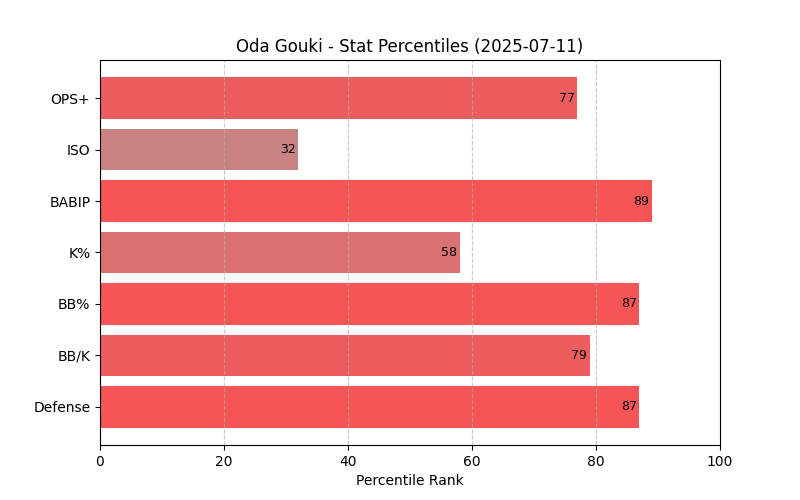 Oda Gouki - Stat Percentiles (2025-07-11)
OPS+ 77
ISO 32
BABIP 89
K% 58
BB% 87
BB/K 79
Defense 87
0 20 40 60 80 100
Percentile Rank